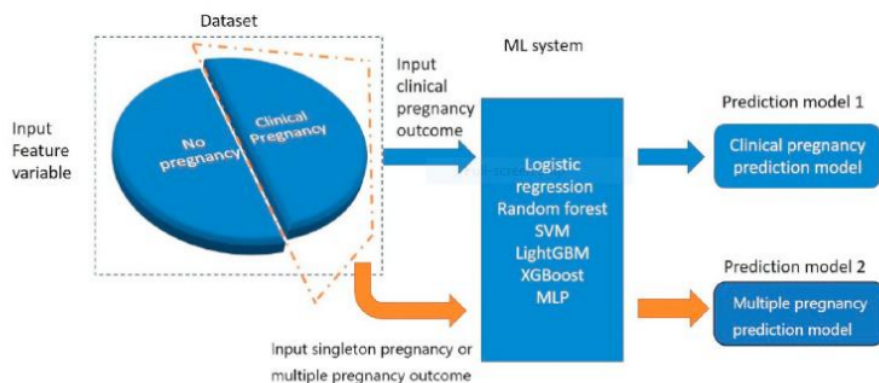 Dataset
Input
Feature
variable
No
pregnancy
Clinical
Pregnancy
Input
clinical
pregnancy
outcome
Input singleton pregnancy or
multiple pregnancy outcome
ML system
Logistic
regression
Random forest
SVM
LightGBM
XGBoost
MLP
Prediction model 1
Clinical pregnancy
prediction model
Prediction model 2
Multiple pregnancy
prediction model